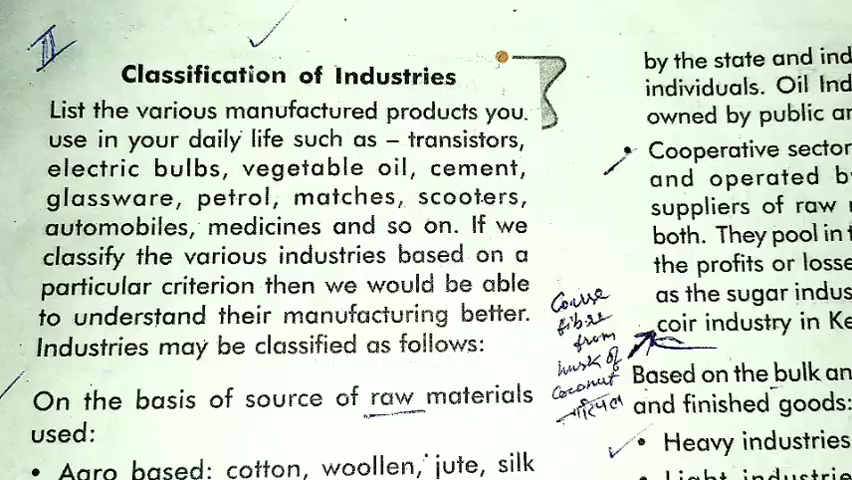 II
Classification of Industries
List the various manufactured products you
use in your daily life such as – transistors,
electric bulbs, vegetable oil, cement,
glassware, petrol, matches, scooters,
automobiles, medicines and so on. If we
classify the various industries based on a
particular criterion then we would be able
to understand their manufacturing better.
Industries may be classified as follows:
On the basis of source of raw materials
used:
• Agro based: cotton, woollen, jute, silk
by the state and ind
individuals. Oil Ind
owned by public ar
• Cooperative sector
and operated b
suppliers of raw
both. They pool in t
the profits or losse
as the sugar indus
coir industry in Ke
Coarse
fibre
from
husk of
coconut
नारियल
Based on the bulk an
and finished goods:
• Heavy industries
• Light industrie